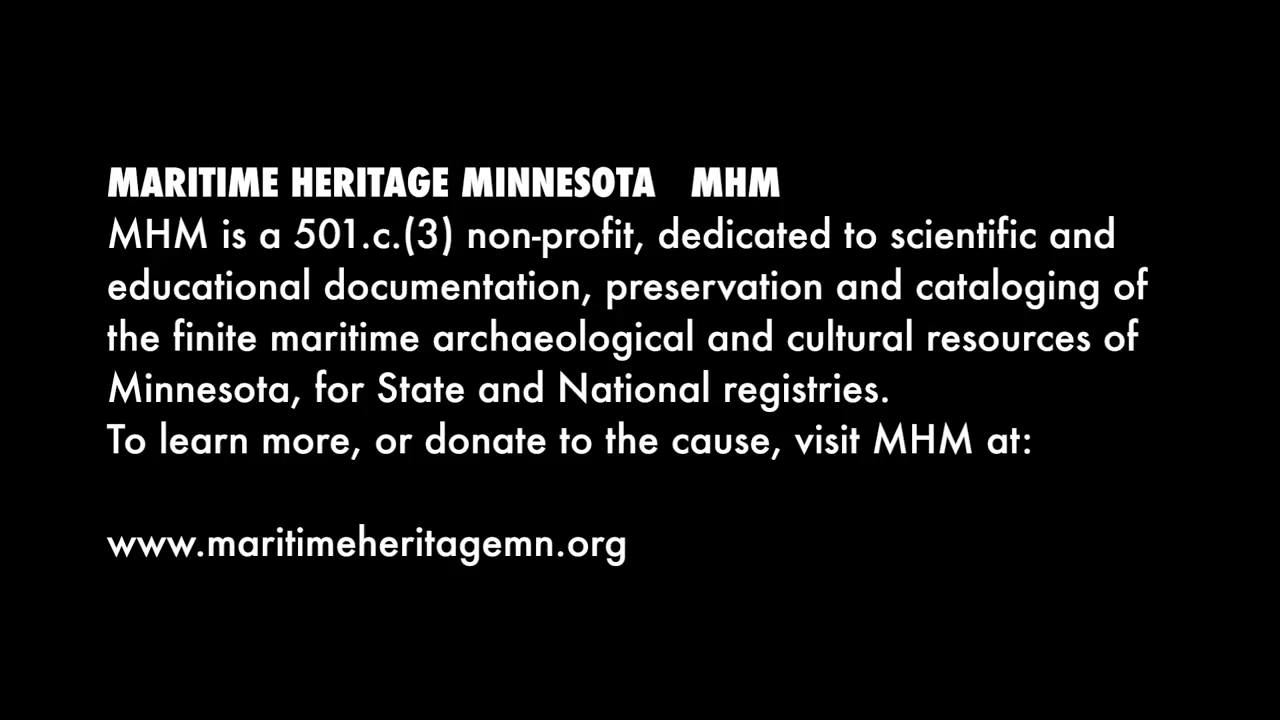 MARITIME HERITAGE MINNESOTA MHM
MHM is a 501.c.(3) non-profit, dedicated to scientific and
educational documentation, preservation and cataloging of
the finite maritime archaeological and cultural resources of
Minnesota, for State and National registries.
To learn more, or donate to the cause, visit MHM at:
www.maritimeheritagemn.org